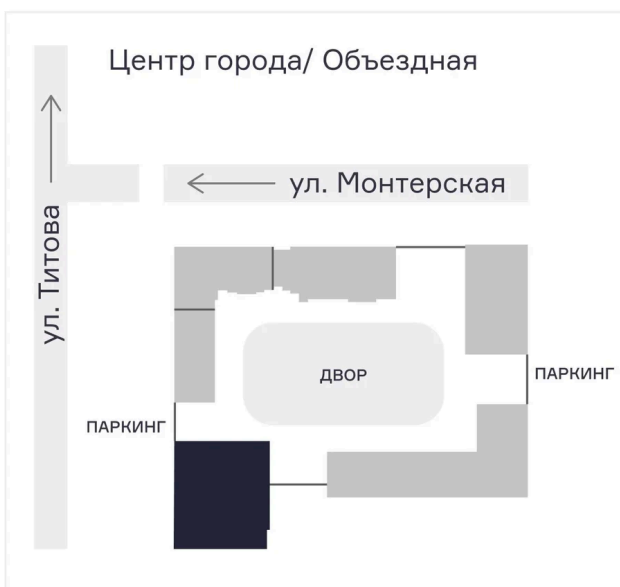 Центр города/ Объездная
ул. Монтерская
ул. Титова
ДВОР
ПАРКИНГ
ПАРКИНГ